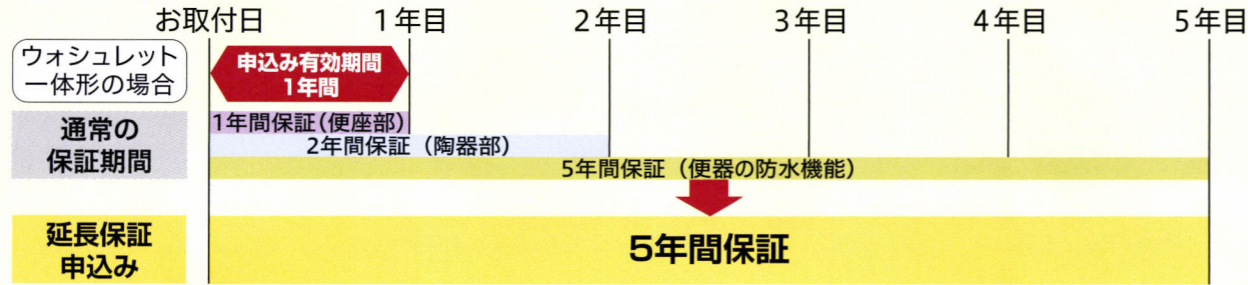 お取付日 1年目 2年目 3年目 4年目 5年目
ウォシュレット
一体形の場合
申込み有効期間
1年間
通常の
保証期間
1年間保証(便座部)
2年間保証(陶器部)
5年間保証(便器の防水機能)
延長保証
申込み
5年間保証